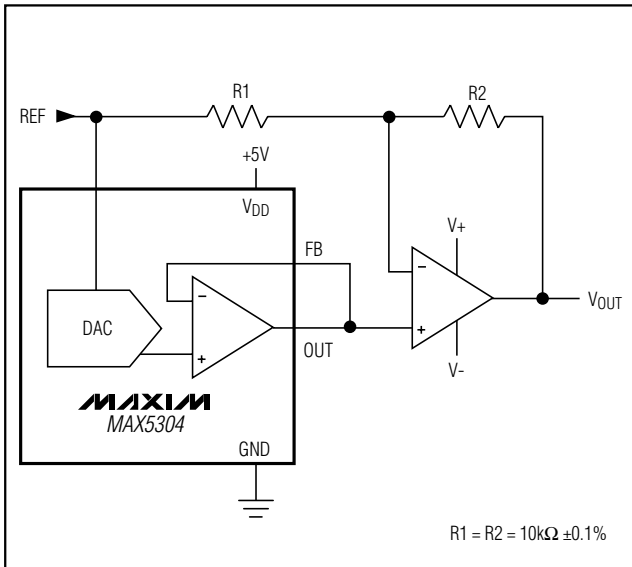 R1
R2
REF
+5V
VDD
FB
V+
−
−
DAC
VOUT
+
+
OUT
V-
MAXIM
MAX5304
GND
R1 = R2 = 10kΩ ±0.1%